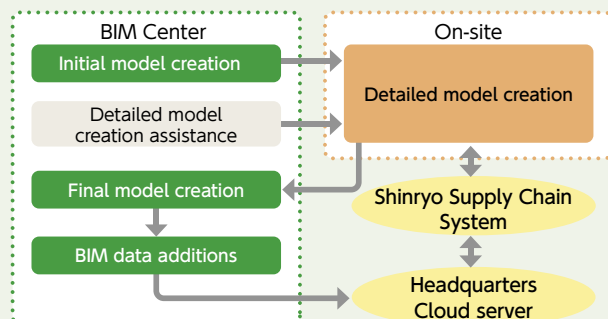 BIM Center
Initial model creation
Detailed model
creation assistance
Final model creation
BIM data additions
On-site
Detailed model creation
Shinryo Supply Chain
System
Headquarters
Cloud server